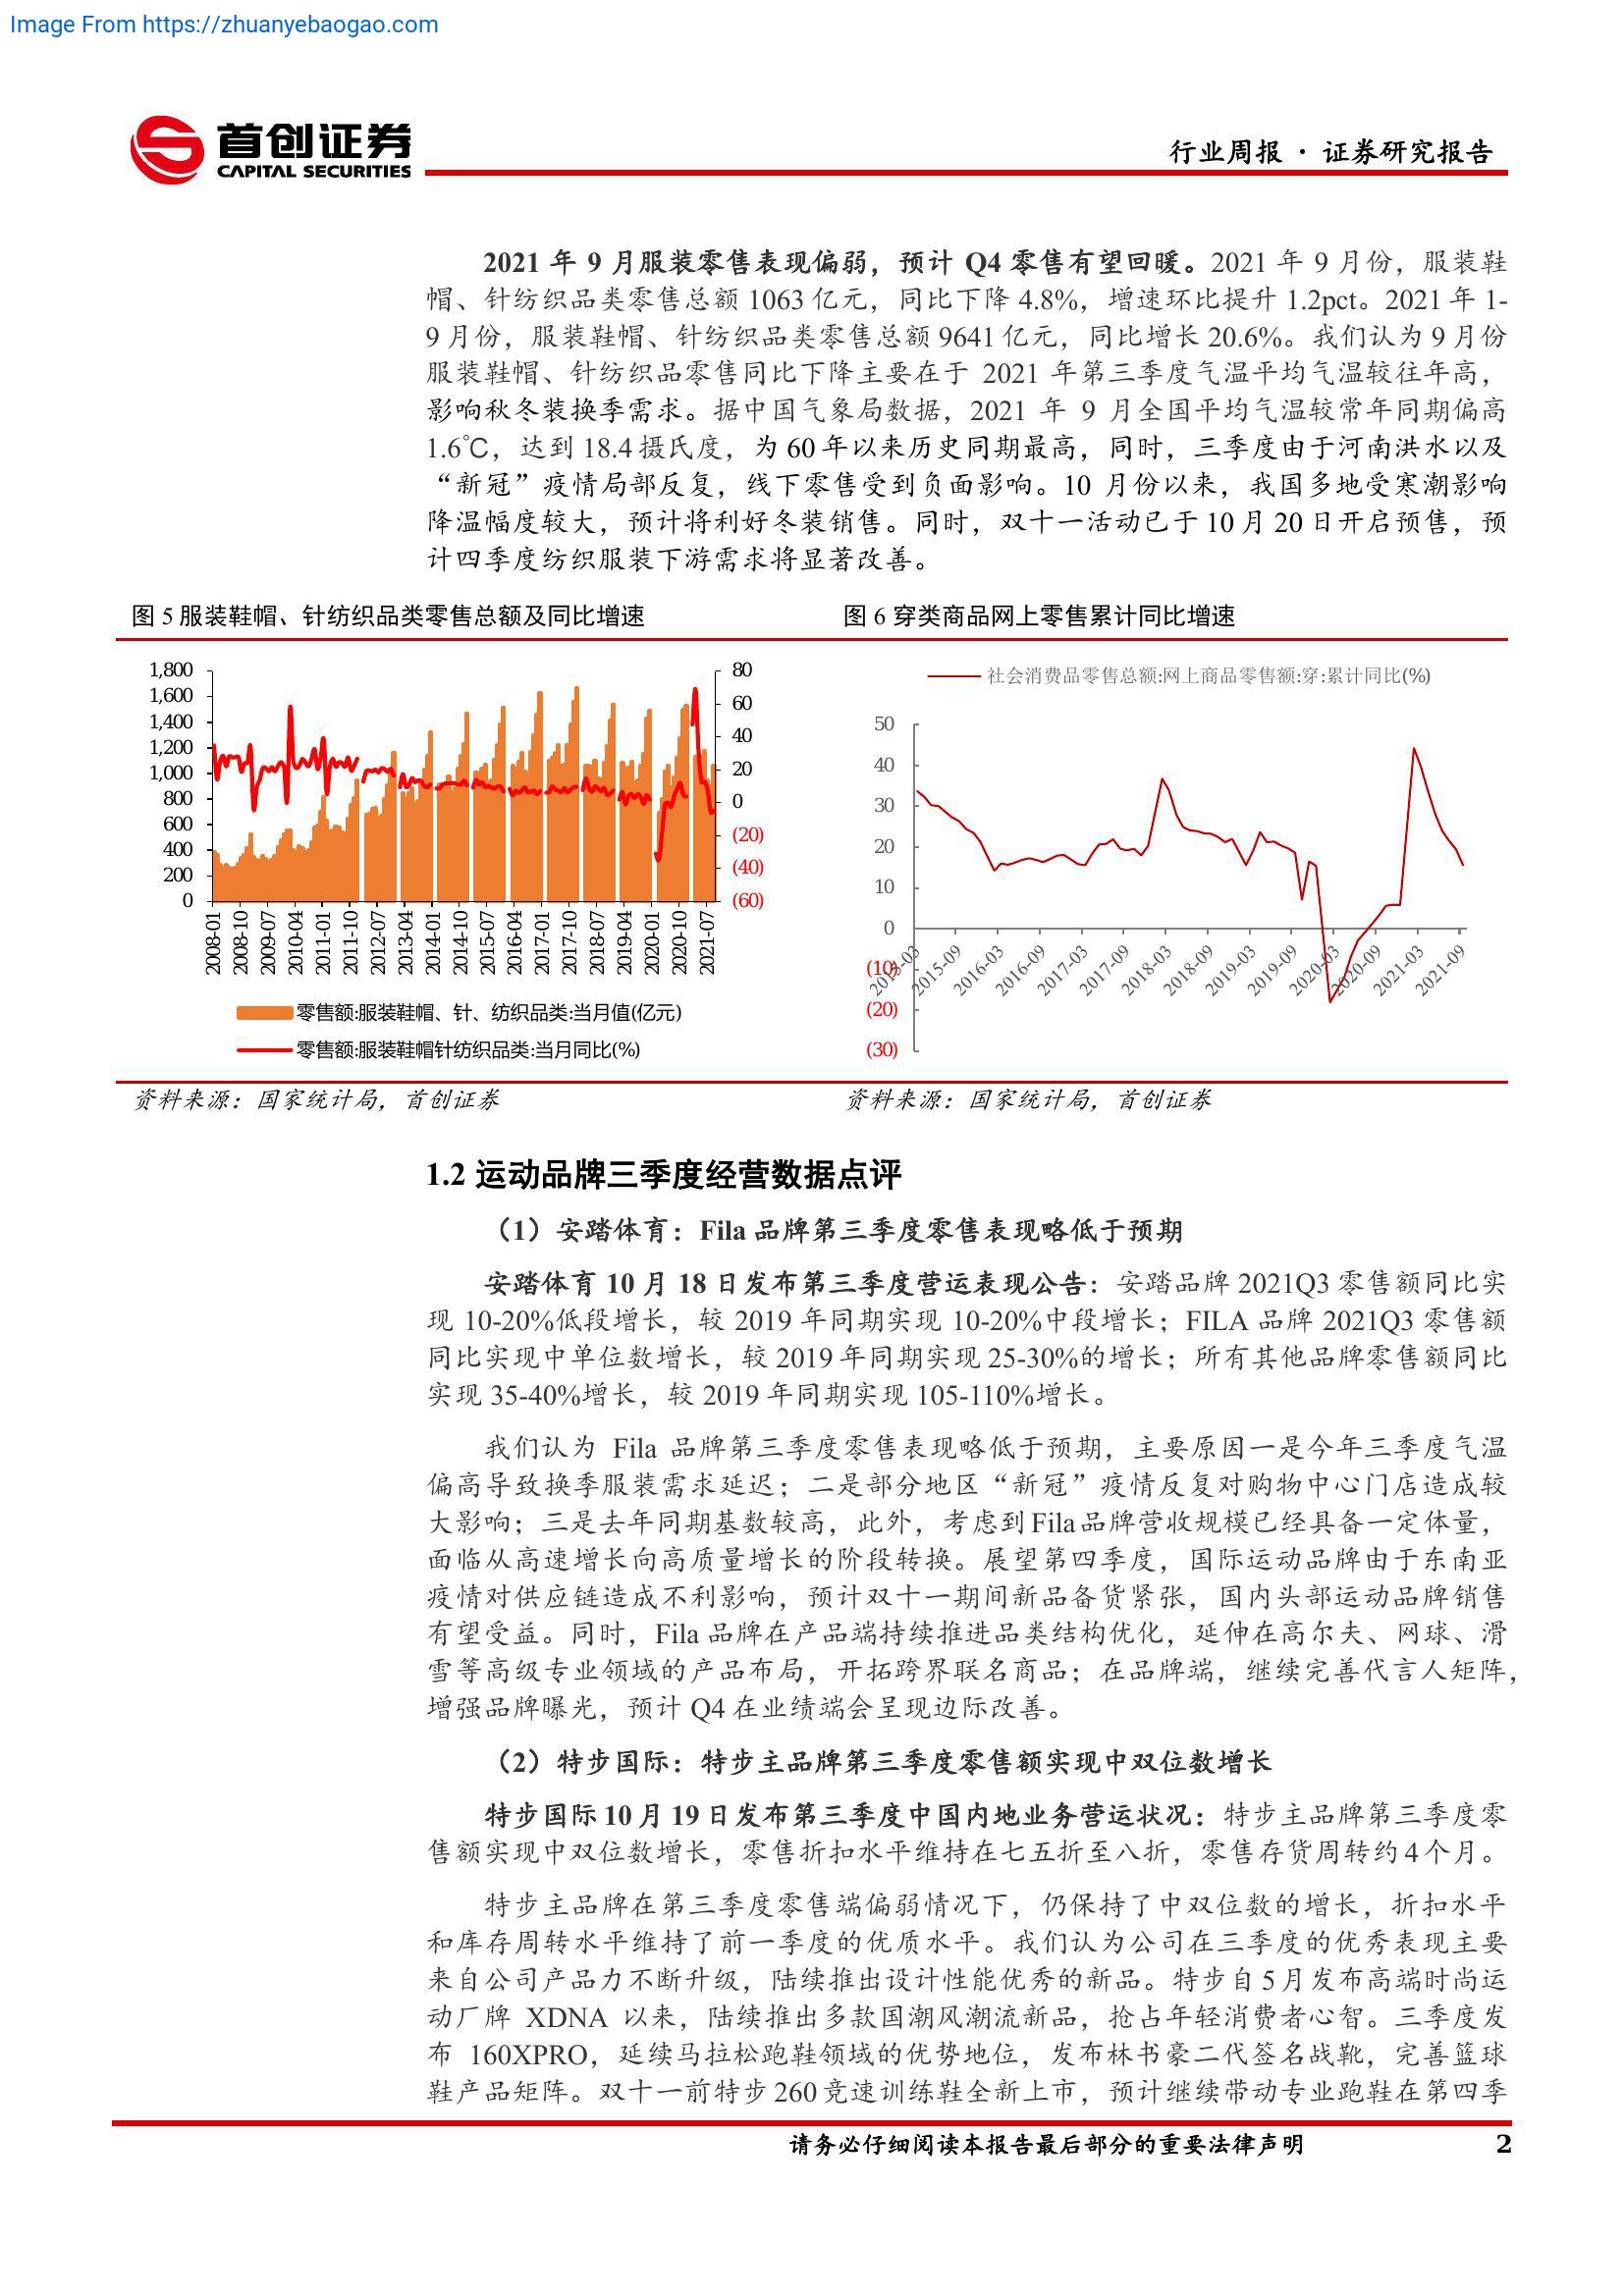 Image From https://zhuanyebaogao.com
首创证券
CAPITAL SECURITIES
行业周报 · 证券研究报告
2021 年 9 月服装零售表现偏弱，预计 Q4 零售有望回暖。2021 年 9 月份，服装鞋
帽、针纺织品类零售总额 1063 亿元，同比下降 4.8%，增速环比提升 1.2pct。2021 年 1-
9 月份，服装鞋帽、针纺织品类零售总额 9641 亿元，同比增长 20.6%。我们认为 9 月份
服装鞋帽、针纺织品零售同比下降主要在于 2021 年第三季度气温平均气温较往年高，
影响秋冬装换季需求。据中国气象局数据，2021 年 9 月全国平均气温较常年同期偏高
1.6℃，达到 18.4 摄氏度，为 60 年以来历史同期最高，同时，三季度由于河南洪水以及
“新冠”疫情局部反复，线下零售受到负面影响。10 月份以来，我国多地受寒潮影响
降温幅度较大，预计将利好冬装销售。同时，双十一活动已于 10 月 20 日开启预售，预
计四季度纺织服装下游需求将显著改善。
图 5 服装鞋帽、针纺织品类零售总额及同比增速
1,800
1,600
1,400
1,200
1,000
800
600
400
200
0
80
60
40
20
0
(20)
(40)
(60)
2008-01
2008-10
2009-07
2010-04
2011-01
2011-10
2012-07
2013-04
2014-01
2014-10
2015-07
2016-04
2017-01
2017-10
2018-07
2019-04
2020-01
2020-10
2021-07
零售额:服装鞋帽、针、纺织品类:当月值(亿元)
零售额:服装鞋帽针纺织品类:当月同比(%)
资料来源：国家统计局，首创证券
图 6 穿类商品网上零售累计同比增速
社会消费品零售总额:网上商品零售额:穿:累计同比(%)
50
40
30
20
10
0
(10)
(20)
(30)
2015-03
2015-09
2016-03
2016-09
2017-03
2017-09
2018-03
2018-09
2019-03
2019-09
2020-03
2020-09
2021-03
2021-09
资料来源：国家统计局，首创证券
1.2 运动品牌三季度经营数据点评
（1）安踏体育：Fila 品牌第三季度零售表现略低于预期
安踏体育 10 月 18 日发布第三季度营运表现公告：安踏品牌 2021Q3 零售额同比实
现 10-20%低段增长，较 2019 年同期实现 10-20%中段增长；FILA 品牌 2021Q3 零售额
同比实现中单位数增长，较 2019 年同期实现 25-30%的增长；所有其他品牌零售额同比
实现 35-40%增长，较 2019 年同期实现 105-110%增长。
我们认为 Fila 品牌第三季度零售表现略低于预期，主要原因一是今年三季度气温
偏高导致换季服装需求延迟；二是部分地区“新冠”疫情反复对购物中心门店造成较
大影响；三是去年同期基数较高，此外，考虑到 Fila 品牌营收规模已经具备一定体量，
面临从高速增长向高质量增长的阶段转换。展望第四季度，国际运动品牌由于东南亚
疫情对供应链造成不利影响，预计双十一期间新品备货紧张，国内头部运动品牌销售
有望受益。同时，Fila 品牌在产品端持续推进品类结构优化，延伸在高尔夫、网球、滑
雪等高级专业领域的产品布局，开拓跨界联名商品；在品牌端，继续完善代言人矩阵，
增强品牌曝光，预计 Q4 在业绩端会呈现边际改善。
（2）特步国际：特步主品牌第三季度零售额实现中双位数增长
特步国际 10 月 19 日发布第三季度中国内地业务营运状况：特步主品牌第三季度零
售额实现中双位数增长，零售折扣水平维持在七五折至八折，零售存货周转约 4 个月。
特步主品牌在第三季度零售端偏弱情况下，仍保持了中双位数的增长，折扣水平
和库存周转水平维持了前一季度的优质水平。我们认为公司在三季度的优秀表现主要
来自公司产品力不断升级，陆续推出设计性能优秀的新品。特步自 5 月发布高端时尚运
动厂牌 XDNA 以来，陆续推出多款国潮风潮流新品，抢占年轻消费者心智。三季度发
布 160XPRO，延续马拉松跑鞋领域的优势地位，发布林书豪二代签名战靴，完善篮球
鞋产品矩阵。双十一前特步 260 竞速训练鞋全新上市，预计继续带动专业跑鞋在第四季
请务必仔细阅读本报告最后部分的重要法律声明
2